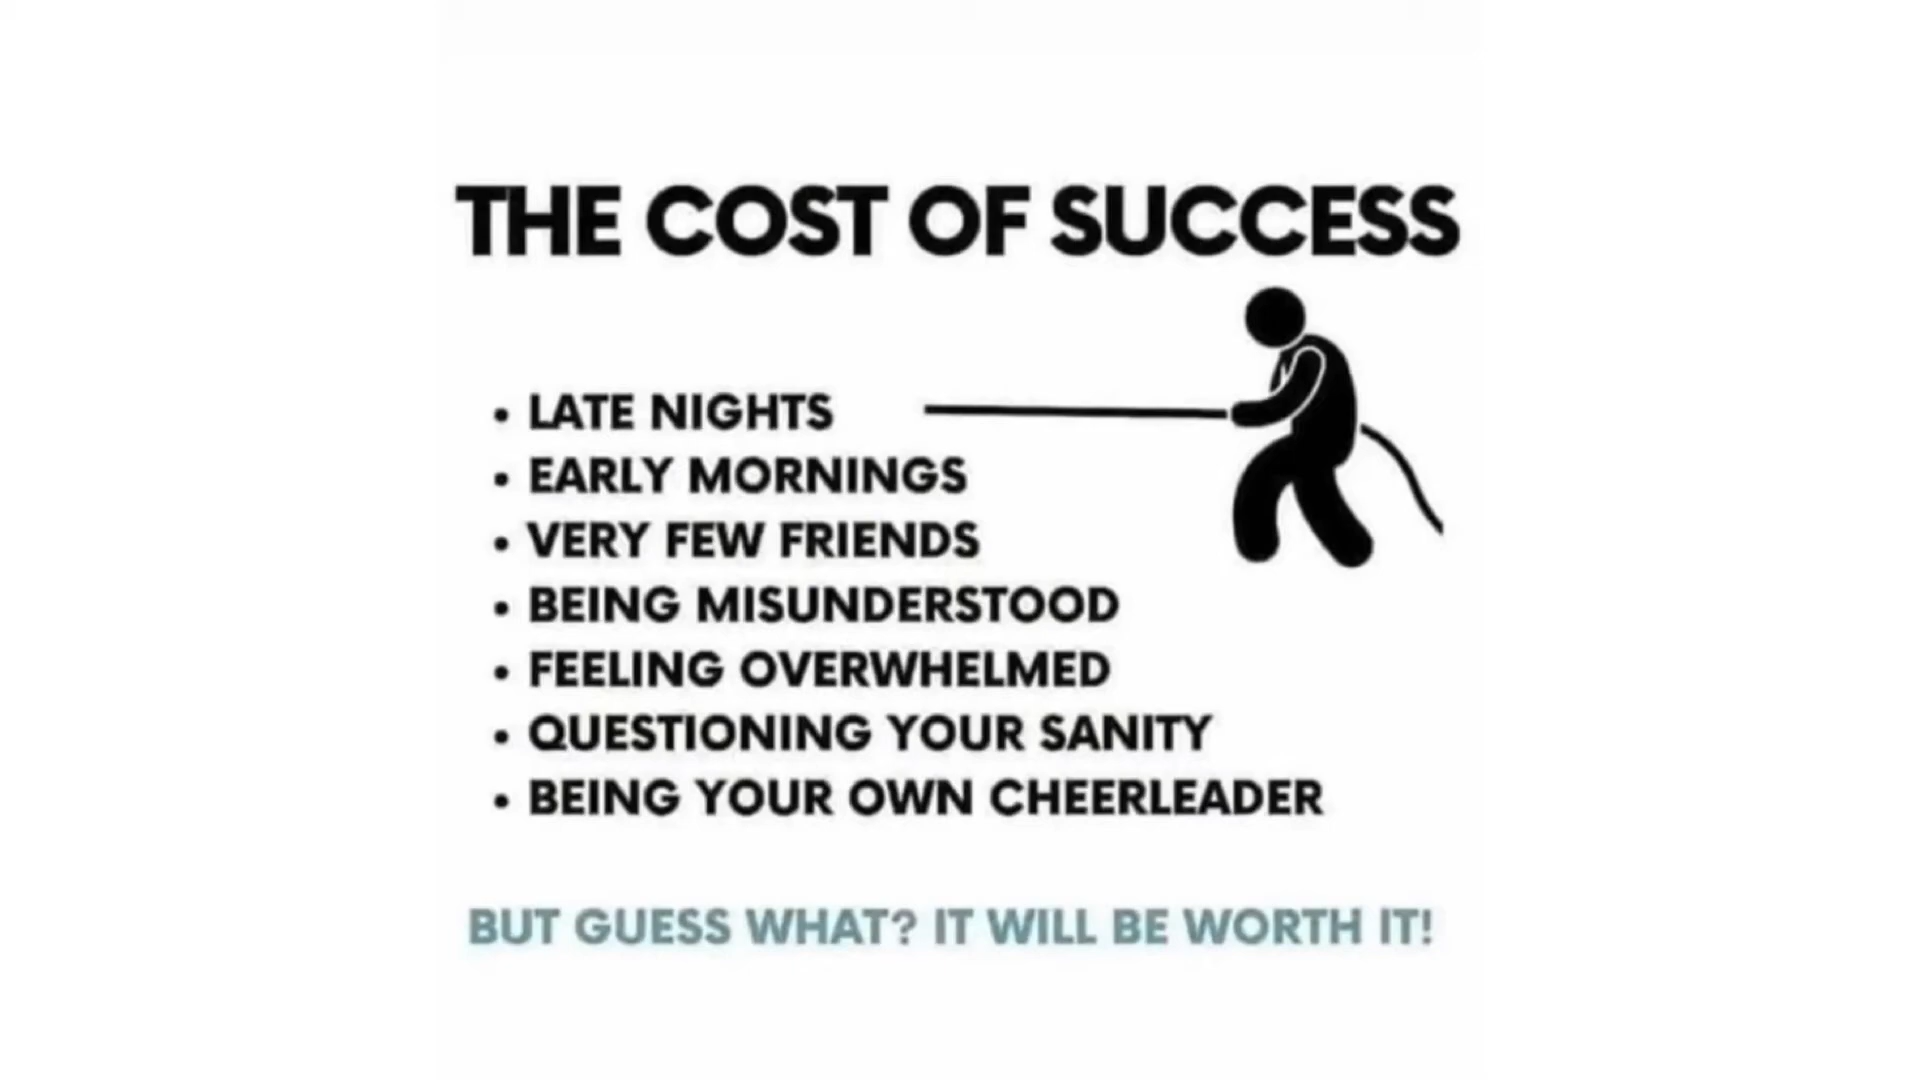 THE COST OF SUCCESS
• LATE NIGHTS
• EARLY MORNINGS
• VERY FEW FRIENDS
• BEING MISUNDERSTOOD
• FEELING OVERWHELMED
• QUESTIONING YOUR SANITY
• BEING YOUR OWN CHEERLEADER
BUT GUESS WHAT? IT WILL BE WORTH IT!